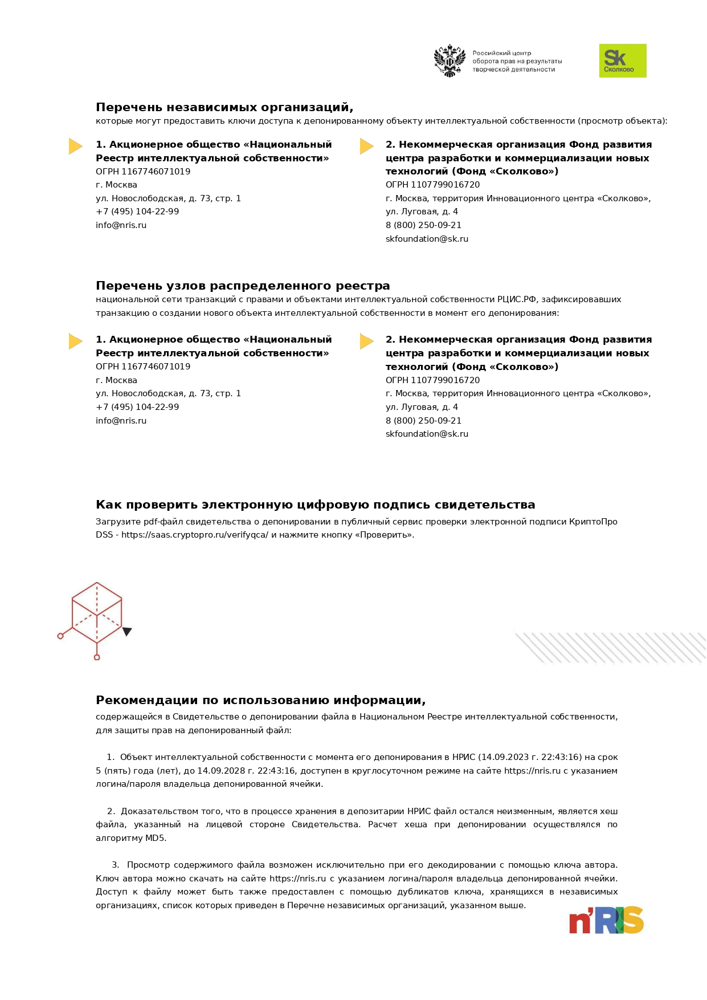 Российский центр
оборота прав на результаты
творческой деятельности
Sk
Сколково
Перечень независимых организаций,
которые могут предоставить ключи доступа к депонированному объекту интеллектуальной собственности (просмотр объекта):
1. Акционерное общество «Национальный
Реестр интеллектуальной собственности»
ОГРН 1167746071019
г. Москва
ул. Новослободская, д. 73, стр. 1
+7 (495) 104-22-99
info@nris.ru
2. Некоммерческая организация Фонд развития
центра разработки и коммерциализации новых
технологий (Фонд «Сколково»)
ОГРН 1107799016720
г. Москва, территория Инновационного центра «Сколково»,
ул. Луговая, д. 4
8 (800) 250-09-21
skfoundation@sk.ru
Перечень узлов распределенного реестра
национальной сети транзакций с правами и объектами интеллектуальной собственности РЦИС.РФ, зафиксировавших
транзакцию о создании нового объекта интеллектуальной собственности в момент его депонирования:
1. Акционерное общество «Национальный
Реестр интеллектуальной собственности»
ОГРН 1167746071019
г. Москва
ул. Новослободская, д. 73, стр. 1
+7 (495) 104-22-99
info@nris.ru
2. Некоммерческая организация Фонд развития
центра разработки и коммерциализации новых
технологий (Фонд «Сколково»)
ОГРН 1107799016720
г. Москва, территория Инновационного центра «Сколково»,
ул. Луговая, д. 4
8 (800) 250-09-21
skfoundation@sk.ru
Как проверить электронную цифровую подпись свидетельства
Загрузите pdf-файл свидетельства о депонировании в публичный сервис проверки электронной подписи КриптоПро
DSS - https://saas.cryptopro.ru/verifyqca/ и нажмите кнопку «Проверить».
Рекомендации по использованию информации,
содержащейся в Свидетельстве о депонировании файла в Национальном Реестре интеллектуальной собственности,
для защиты прав на депонированный файл:
1. Объект интеллектуальной собственности с момента его депонирования в НРИС (14.09.2023 г. 22:43:16) на срок
5 (пять) года (лет), до 14.09.2028 г. 22:43:16, доступен в круглосуточном режиме на сайте https://nris.ru с указанием
логина/пароля владельца депонированной ячейки.
2. Доказательством того, что в процессе хранения в депозитарии НРИС файл остался неизменным, является хеш
файла, указанный на лицевой стороне Свидетельства. Расчет хеша при депонировании осуществлялся по
алгоритму MD5.
3. Просмотр содержимого файла возможен исключительно при его декодировании с помощью ключа автора.
Ключ автора можно скачать на сайте https://nris.ru с указанием логина/пароля владельца депонированной ячейки.
Доступ к файлу может быть также предоставлен с помощью дубликатов ключа, хранящихся в независимых
организациях, список которых приведен в Перечне независимых организаций, указанном выше.
n'RIS